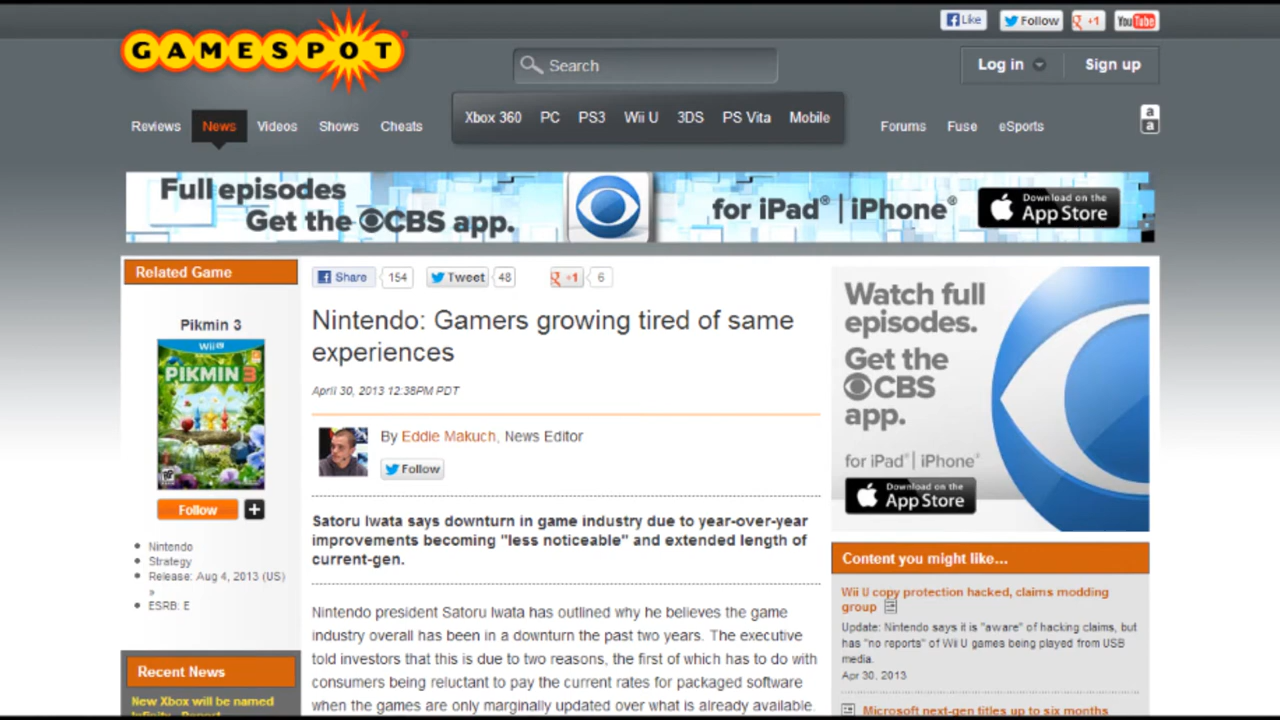 GAMESPOT
Search
Like
Follow
+1
YouTube
Log in
Sign up
Reviews
News
Videos
Shows
Cheats
Xbox 360
PC
PS3
Wii U
3DS
PS Vita
Mobile
Forums
Fuse
eSports
a
a
Full episodes
Get the CBS app.
for iPad® | iPhone®
Download on the
App Store
Related Game
Pikmin 3
Wii U
PIKMIN 3
Follow
+
Nintendo
Strategy
Release: Aug 4, 2013 (US)
»
ESRB: E
Recent News
New Xbox will be named
Infinity - Report
Share
154
Tweet
48
+1
6
Nintendo: Gamers growing tired of same
experiences
April 30, 2013 12:38PM PDT
By Eddie Makuch, News Editor
Follow
Satoru Iwata says downturn in game industry due to year-over-year
improvements becoming "less noticeable" and extended length of
current-gen.
Nintendo president Satoru Iwata has outlined why he believes the game
industry overall has been in a downturn the past two years. The executive
told investors that this is due to two reasons, the first of which has to do with
consumers being reluctant to pay the current rates for packaged software
when the games are only marginally updated over what is already available.
Watch full
episodes.
Get the
CBS
app.
for iPad® | iPhone®
Download on the
App Store
Content you might like...
Wii U copy protection hacked, claims modding
group
Update: Nintendo says it is "aware" of hacking claims, but
has "no reports" of Wii U games being played from USB
media.
Apr 30, 2013
Microsoft next-gen titles up to six months